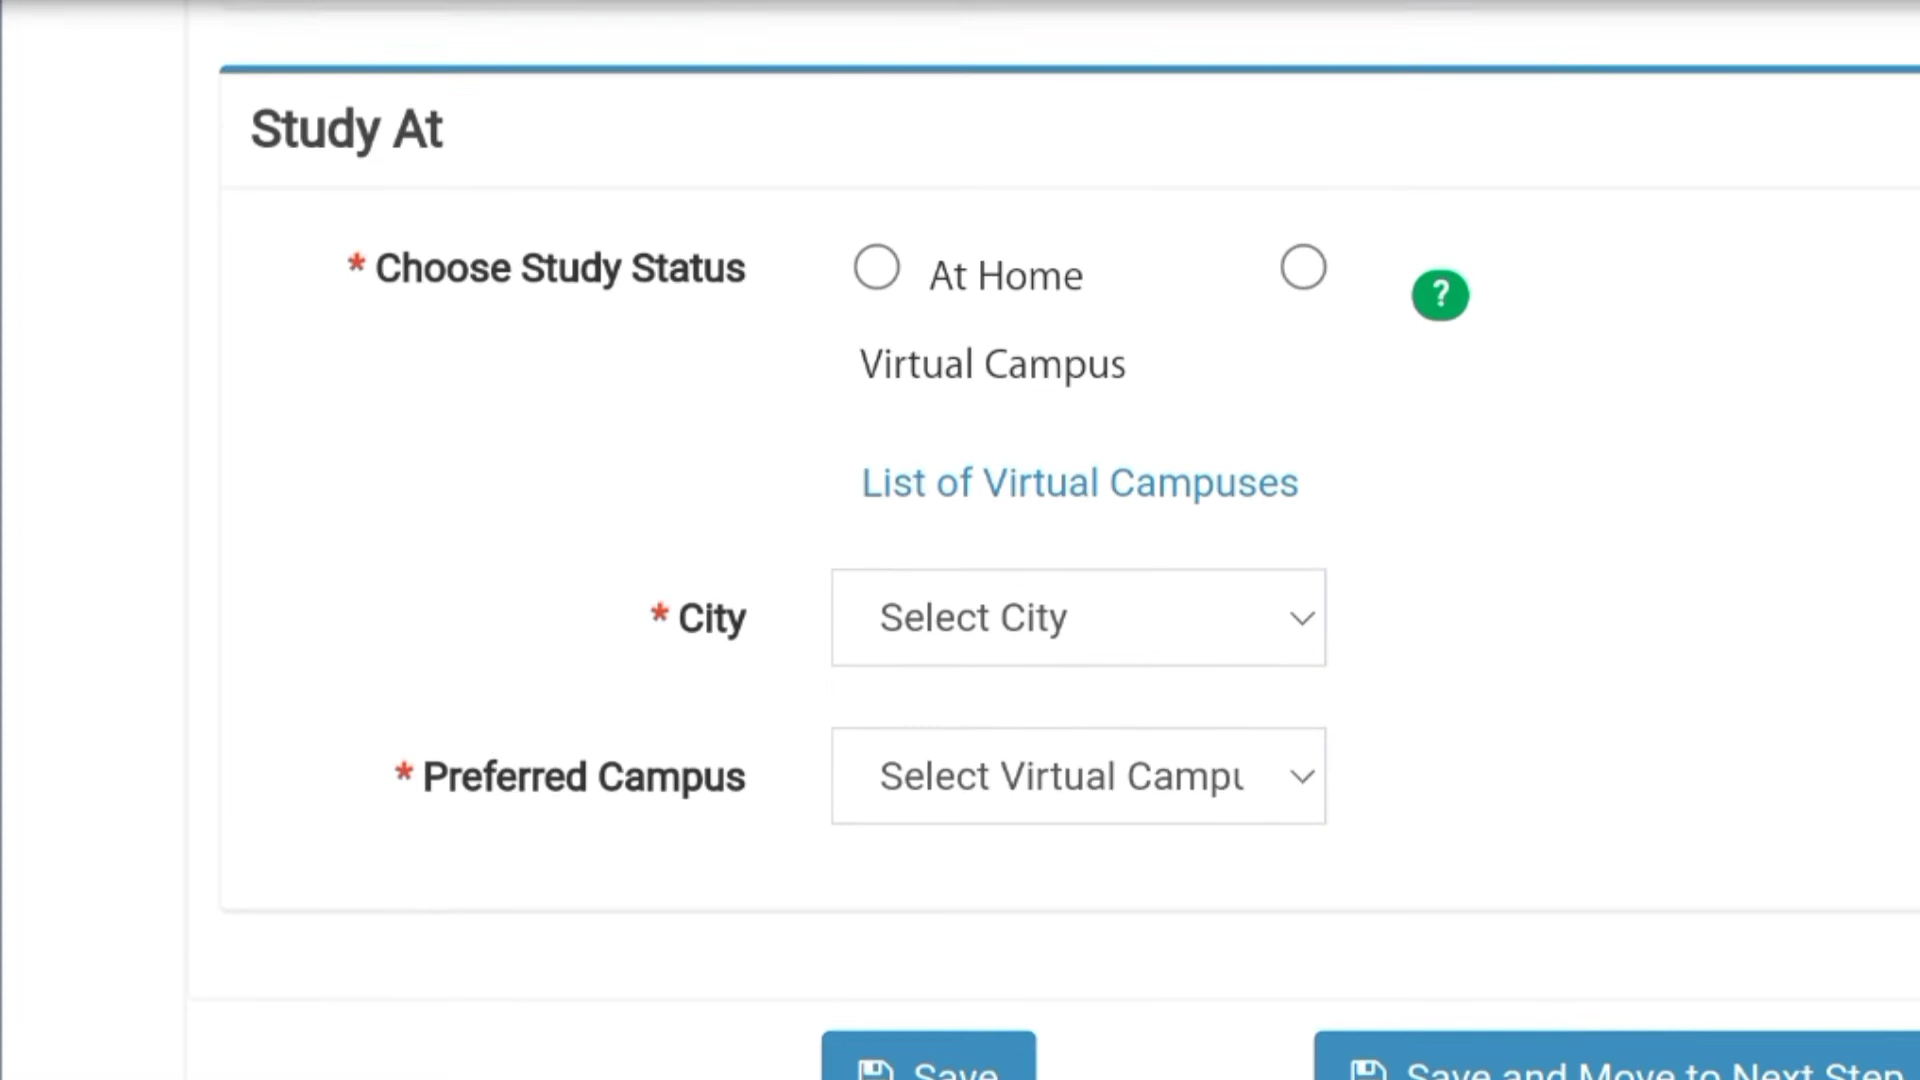 Study At
* Choose Study Status
At Home
?
Virtual Campus
List of Virtual Campuses
* City
Select City
* Preferred Campus
Select Virtual Campu
Save
Save and Move to Next Step